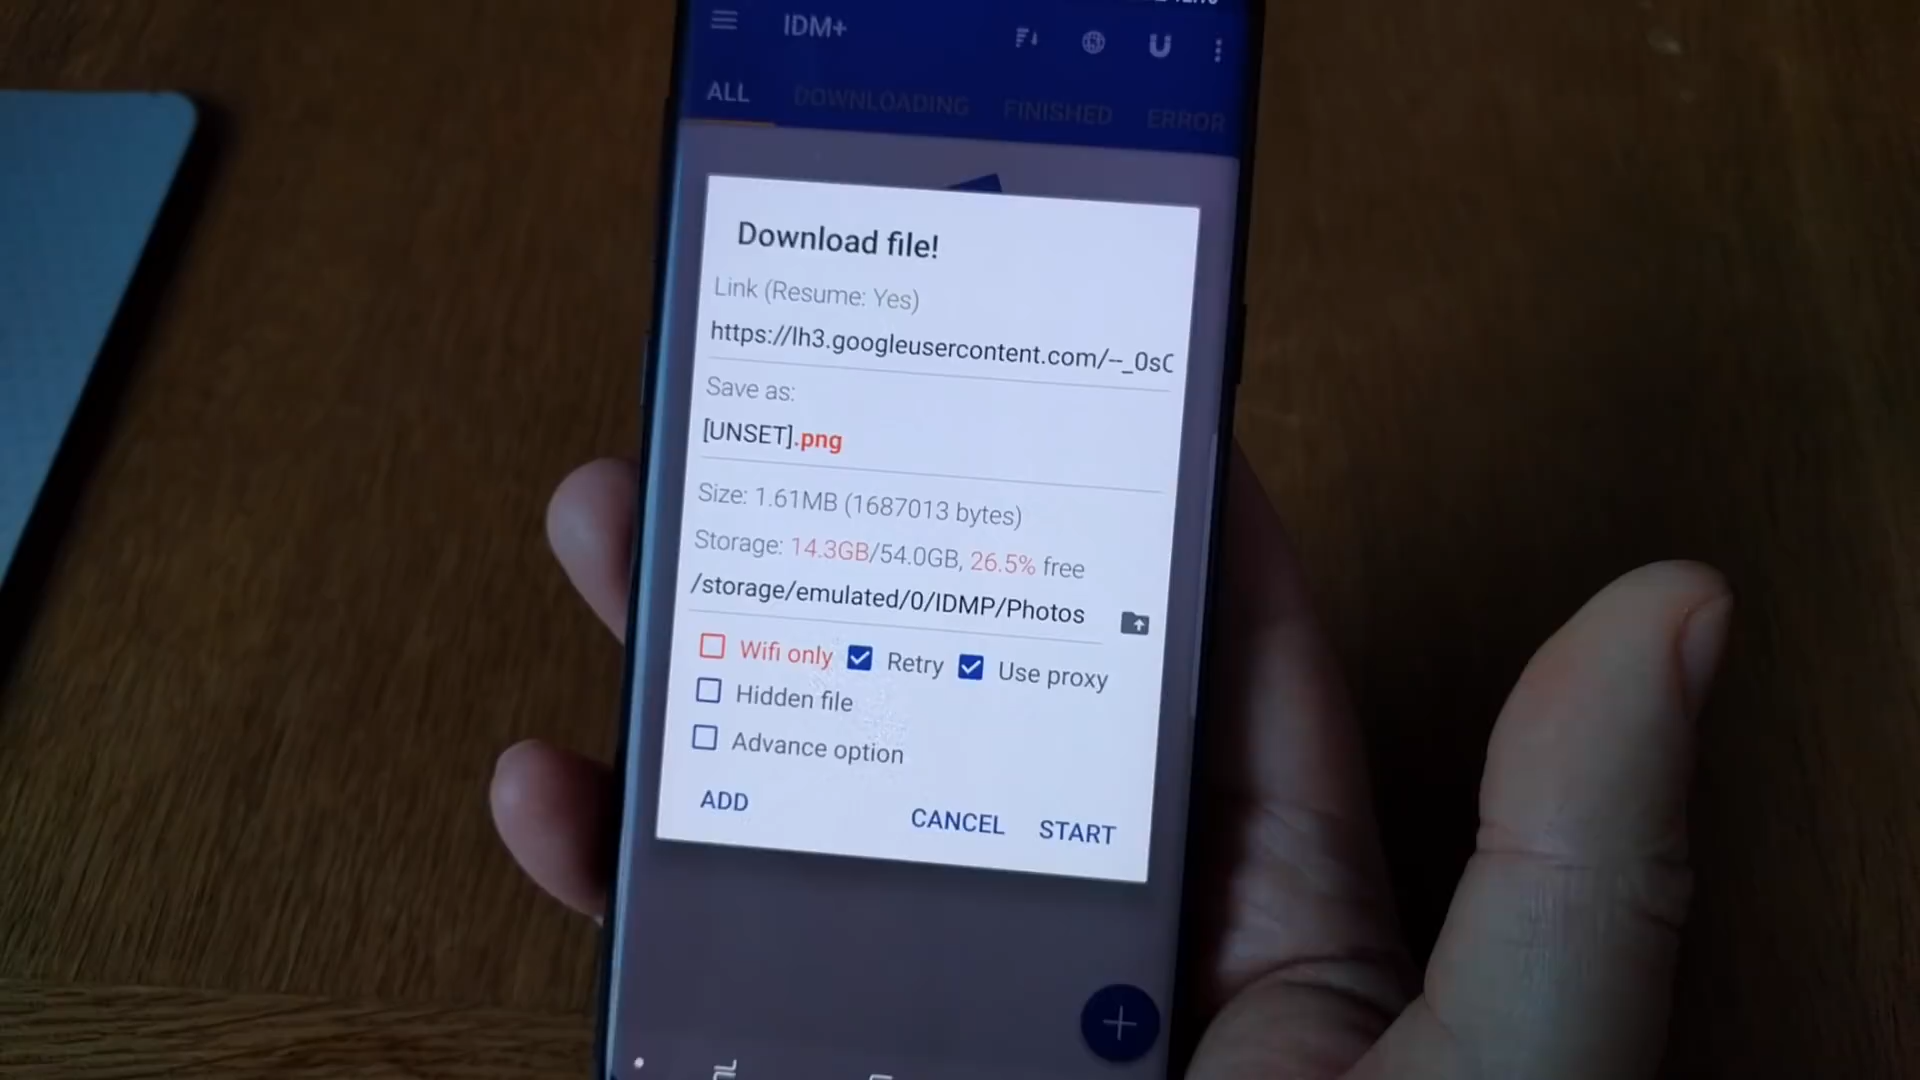 IDM+
ALL DOWNLOADING FINISHED ERROR
Download file!
Link (Resume: Yes)
https://lh3.googleusercontent.com/--_0sC
Save as:
[UNSET].png
Size: 1.61MB (1687013 bytes)
Storage: 14.3GB/54.0GB, 26.5% free
/storage/emulated/0/IDMP/Photos
Wifi only Retry Use proxy
Hidden file
Advance option
ADD CANCEL START